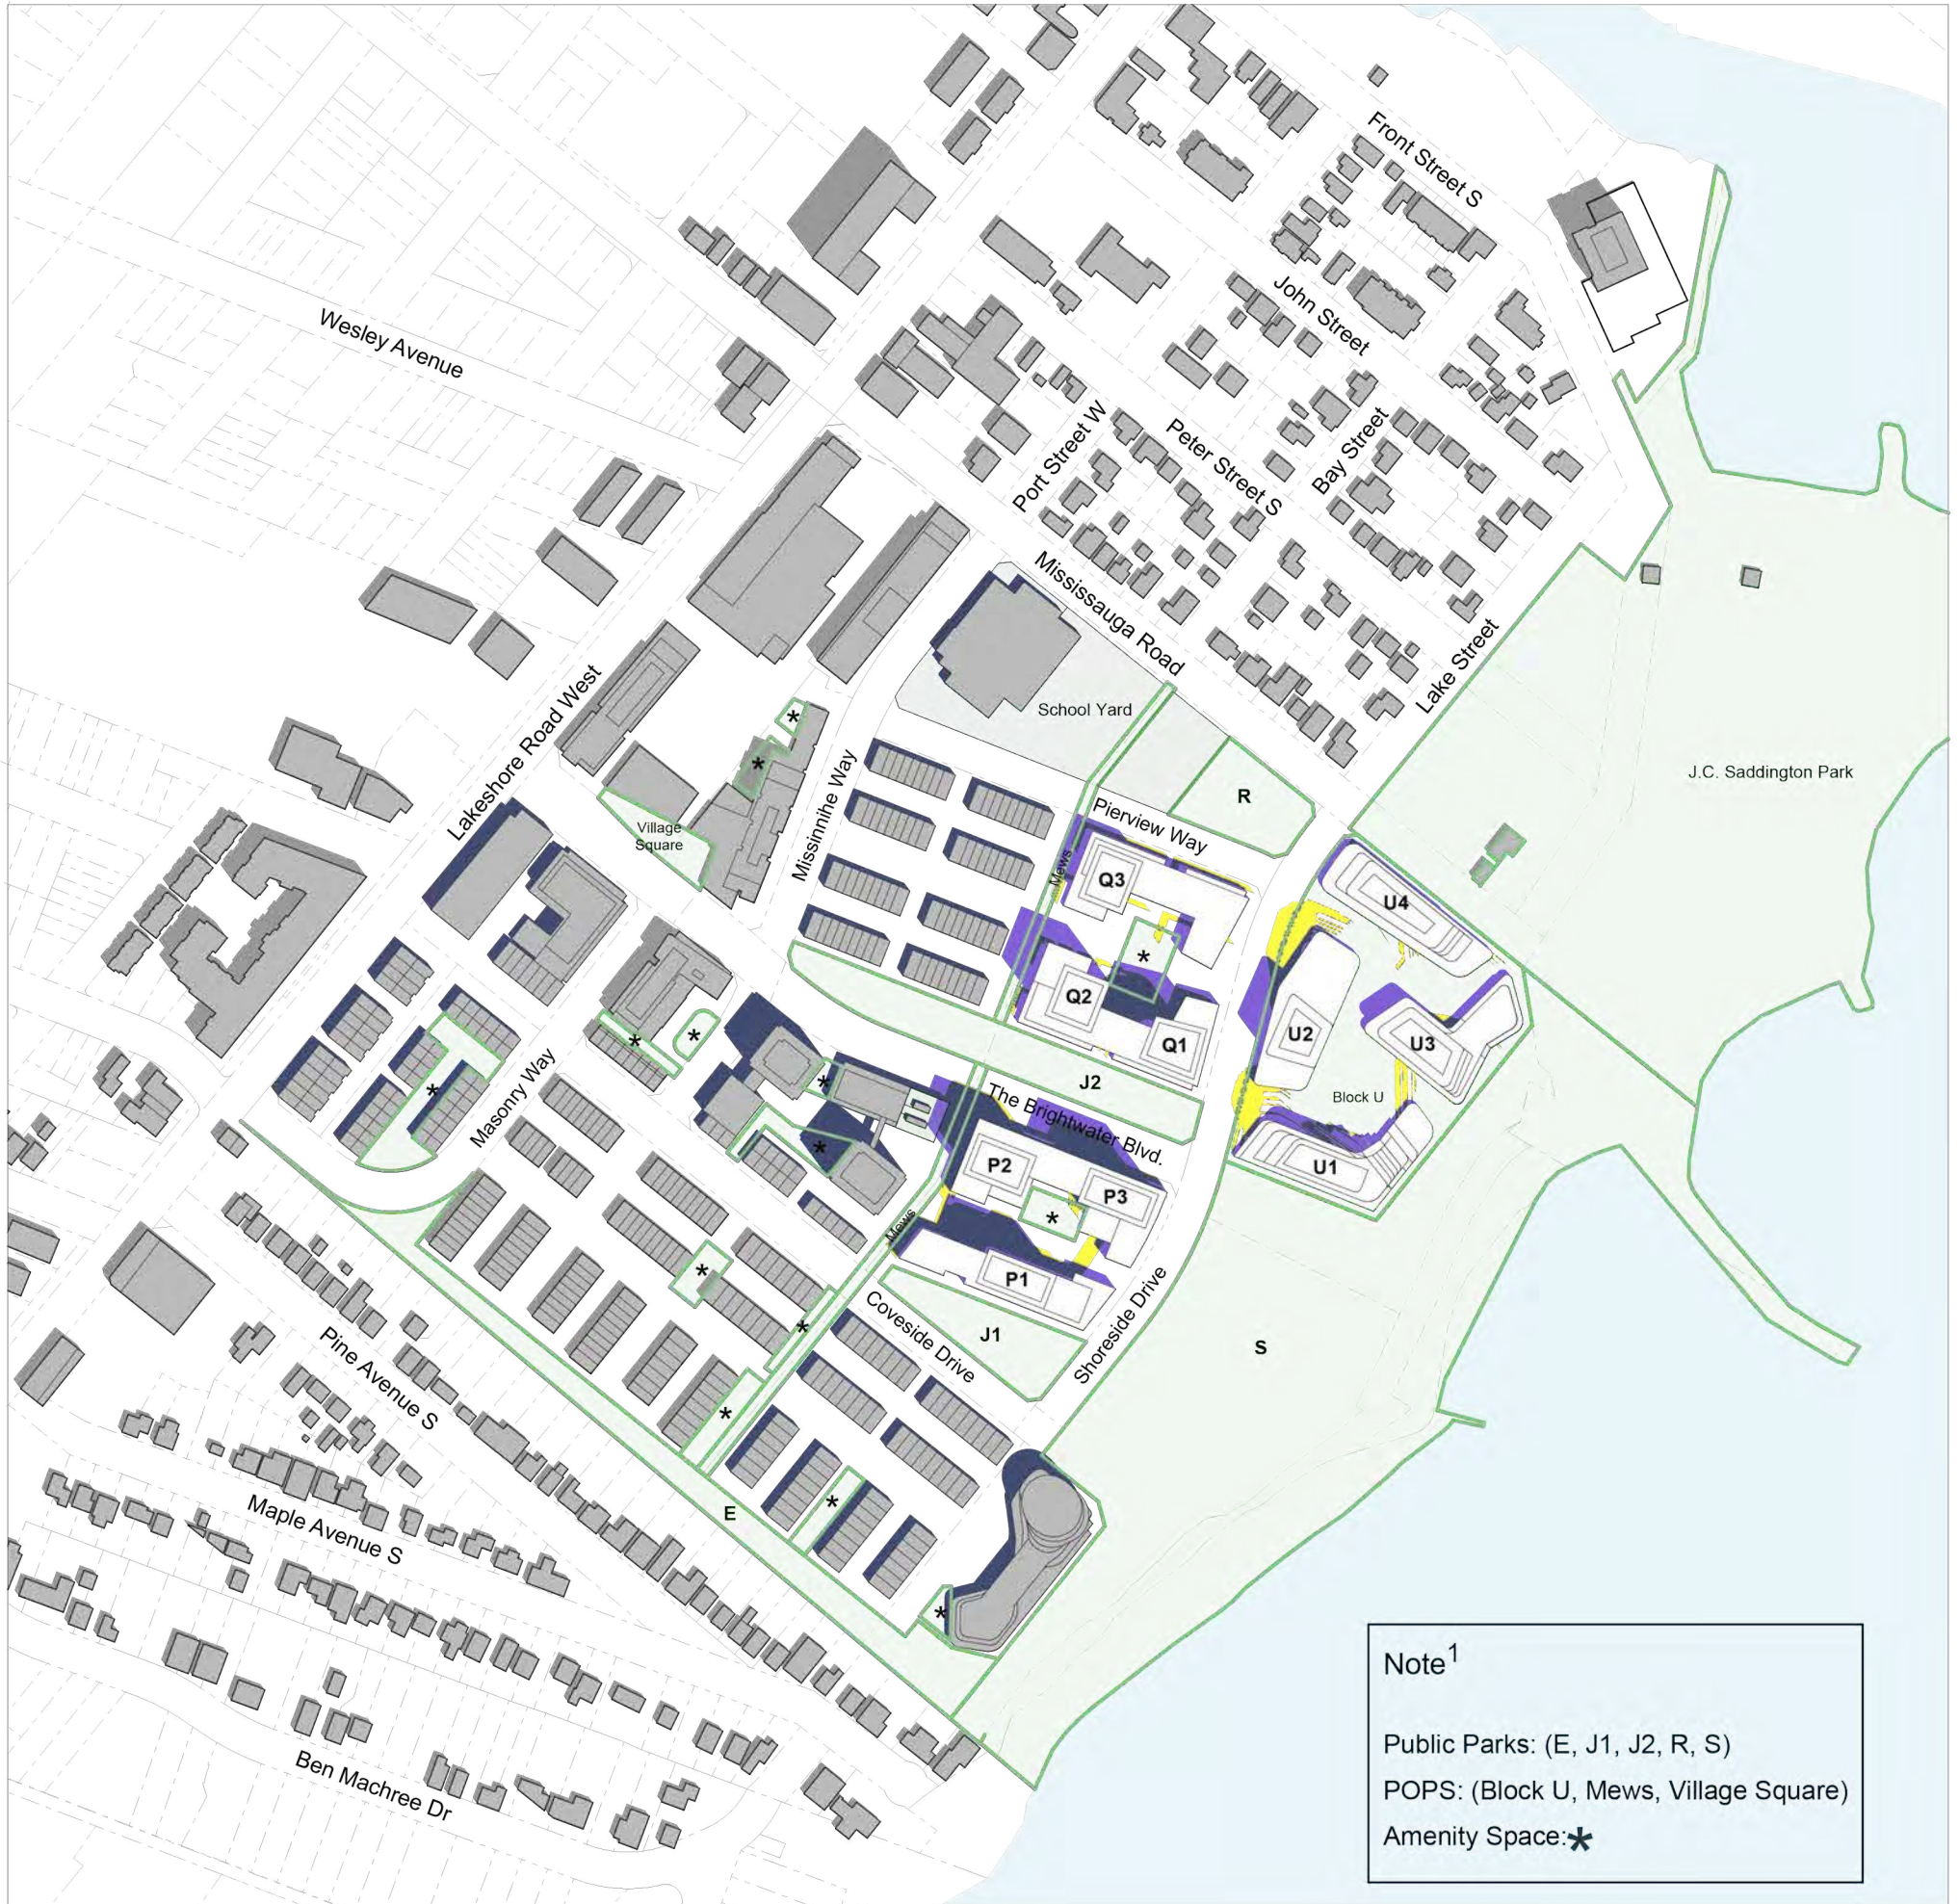 Front Street S
Wesley Avenue
John Street
Port Street W
Peter Street S
Bay Street
Mississauga Road
Lake Street
Lakeshore Road West
School Yard
*
*
Missinnihe Way
J.C. Saddington Park
R
Pierview Way
Village
Square
Mews
Q3
U4
*
Q2
U2
Q1
U3
*
*
Masonry Way
*
*
J2
The Brightwater Blvd.
Block U
*
P2
U1
P3
Mews
*
*
P1
Coveside Drive
*
J1
Shoreside Drive
S
Pine Avenue S
*
Maple Avenue S
E
*
*
Ben Machree Dr
Note1
Public Parks: (E, J1, J2, R, S)
POPS: (Block U, Mews, Village Square)
Amenity Space:*